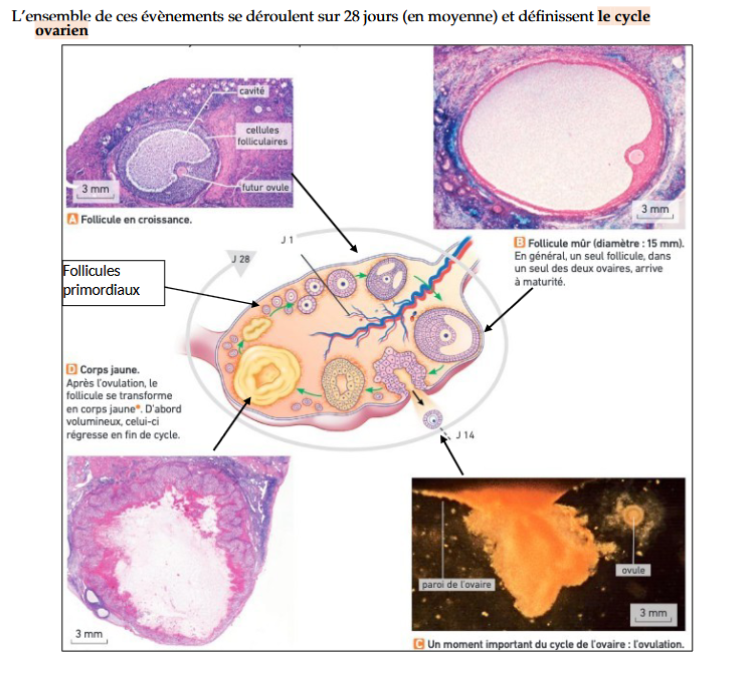 L'ensemble de ces évènements se déroulent sur 28 jours (en moyenne) et définissent le cycle
ovarien
cavité
cellules
folliculaires
futur ovule
3 mm
A Follicule en croissance.
3 mm
B Follicule mûr (diamètre : 15 mm).
En général, un seul follicule, dans
un seul des deux ovaires, arrive
à maturité.
J 1
J 28
Follicules
primordiaux
D Corps jaune.
Après l'ovulation, le
follicule se transforme
en corps jaune*. D'abord
volumineux, celui-ci
régresse en fin de cycle.
J 14
3 mm
paroi de l'ovaire
ovule
3 mm
C Un moment important du cycle de l'ovaire : l'ovulation.